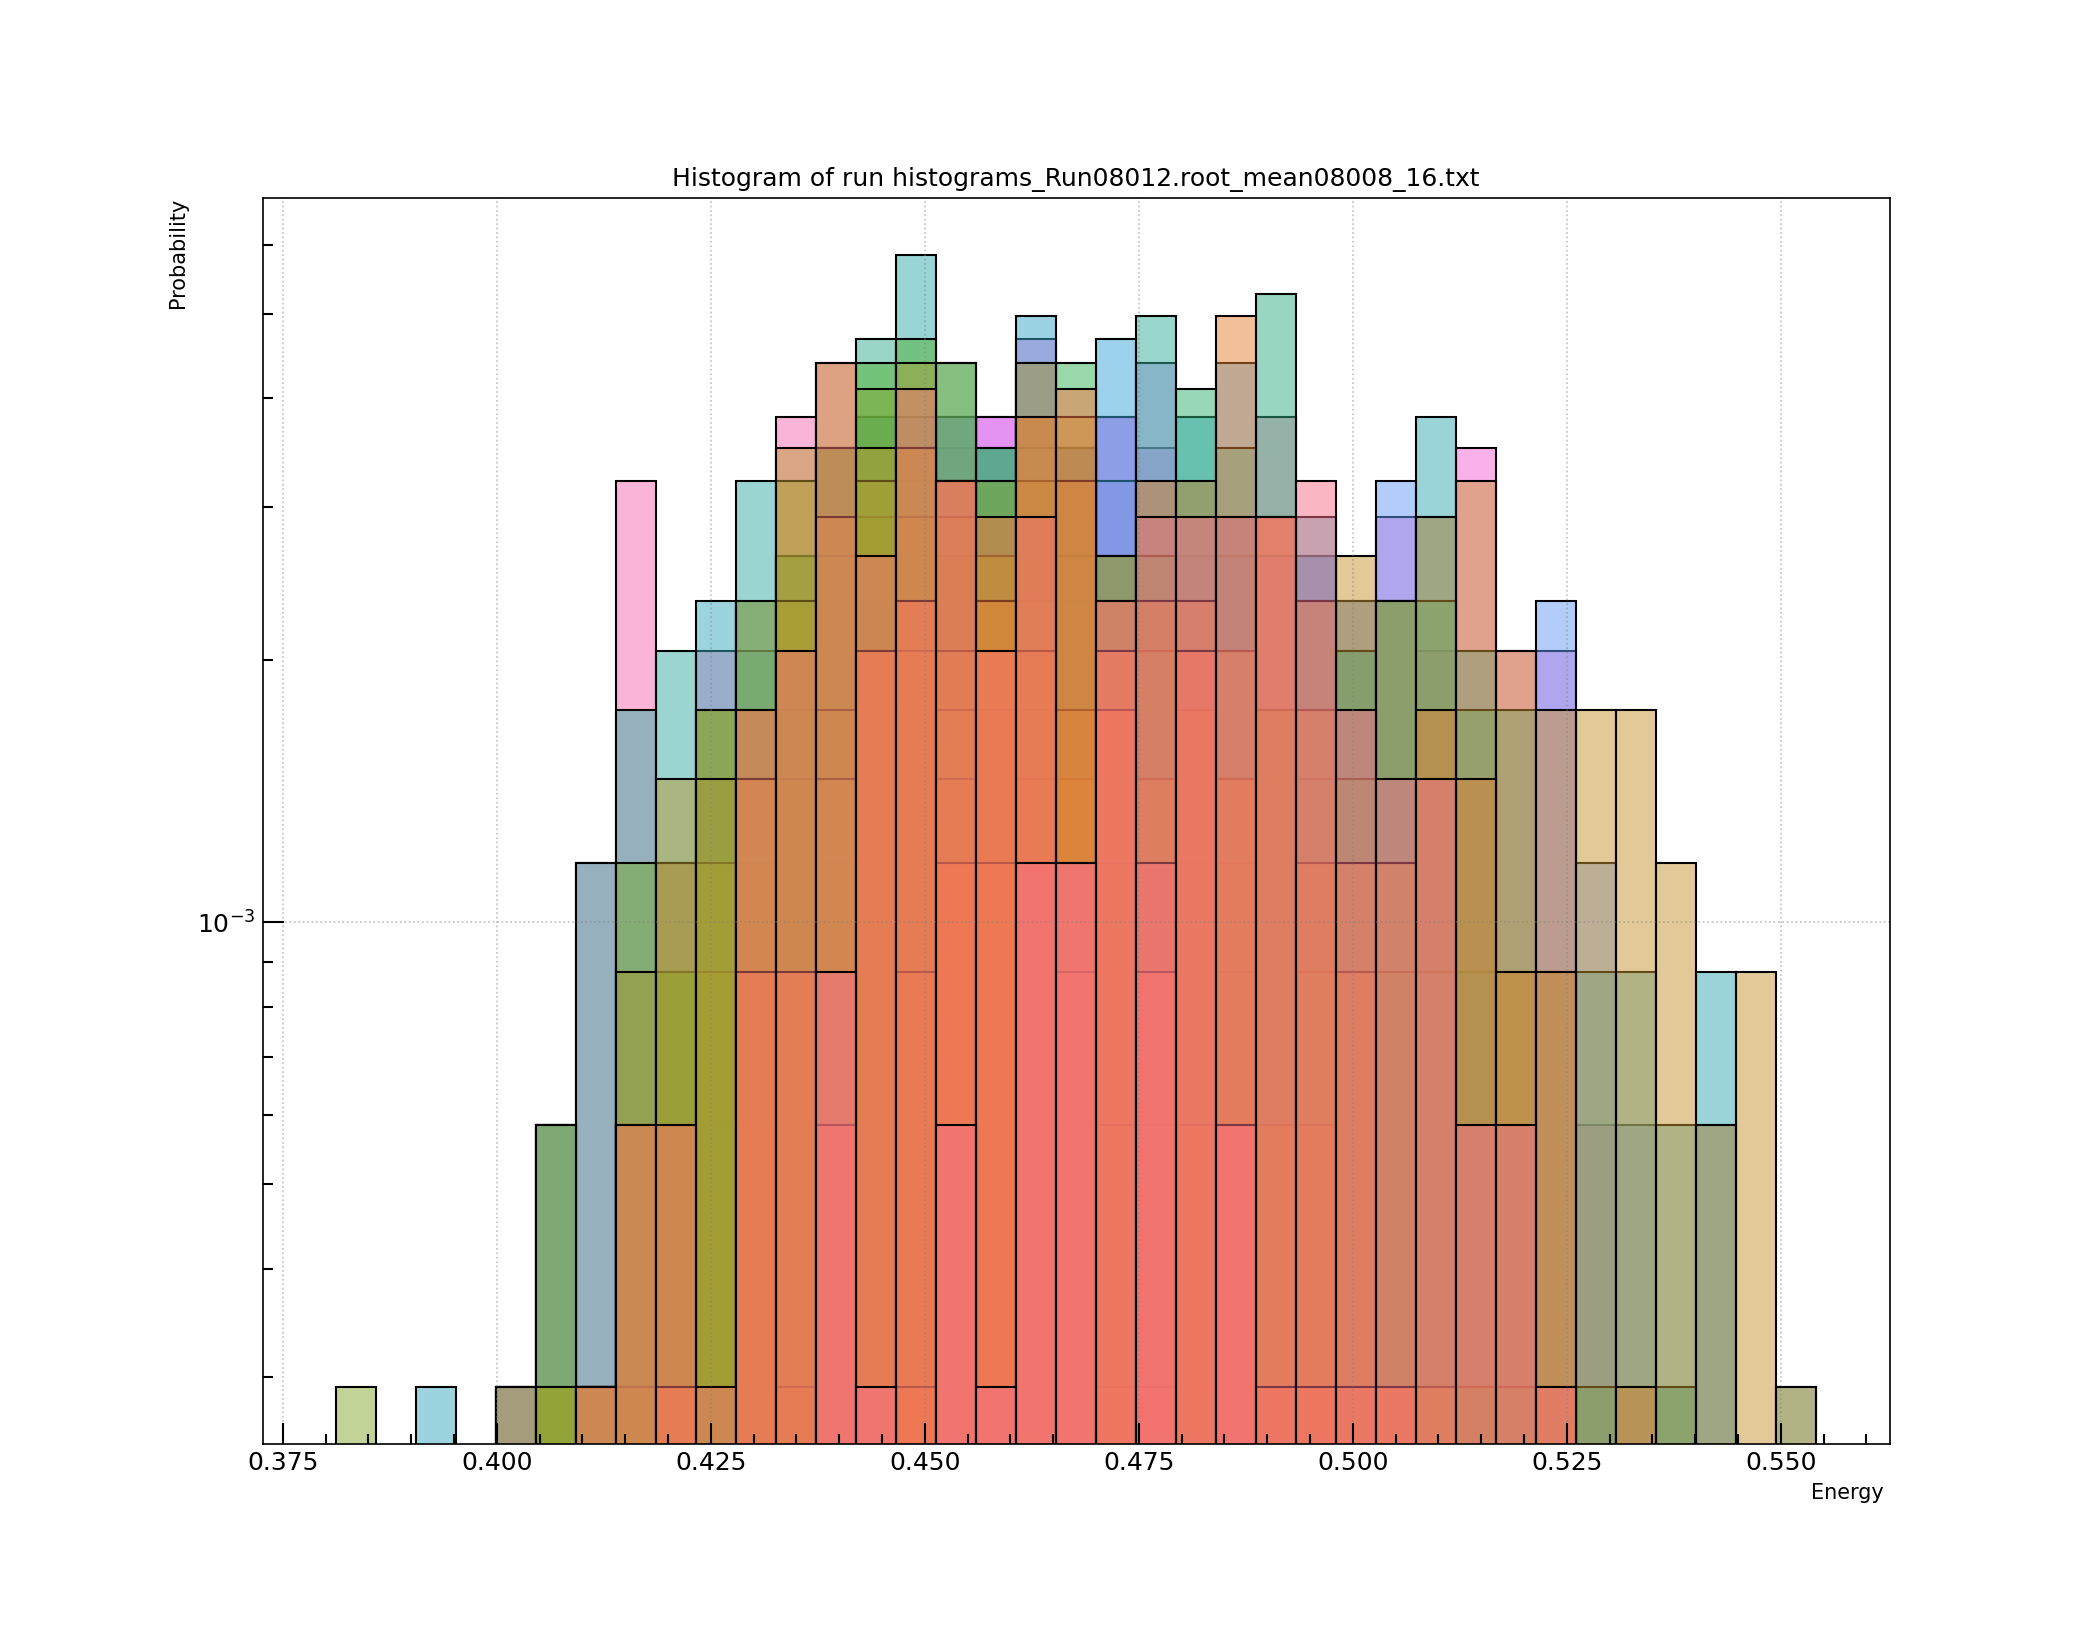 Histogram of run histograms_Run08012.root_mean08008_16.txt
Probability
10⁻³
0.375 0.400 0.425 0.450 0.475 0.500 0.525 0.550
Energy